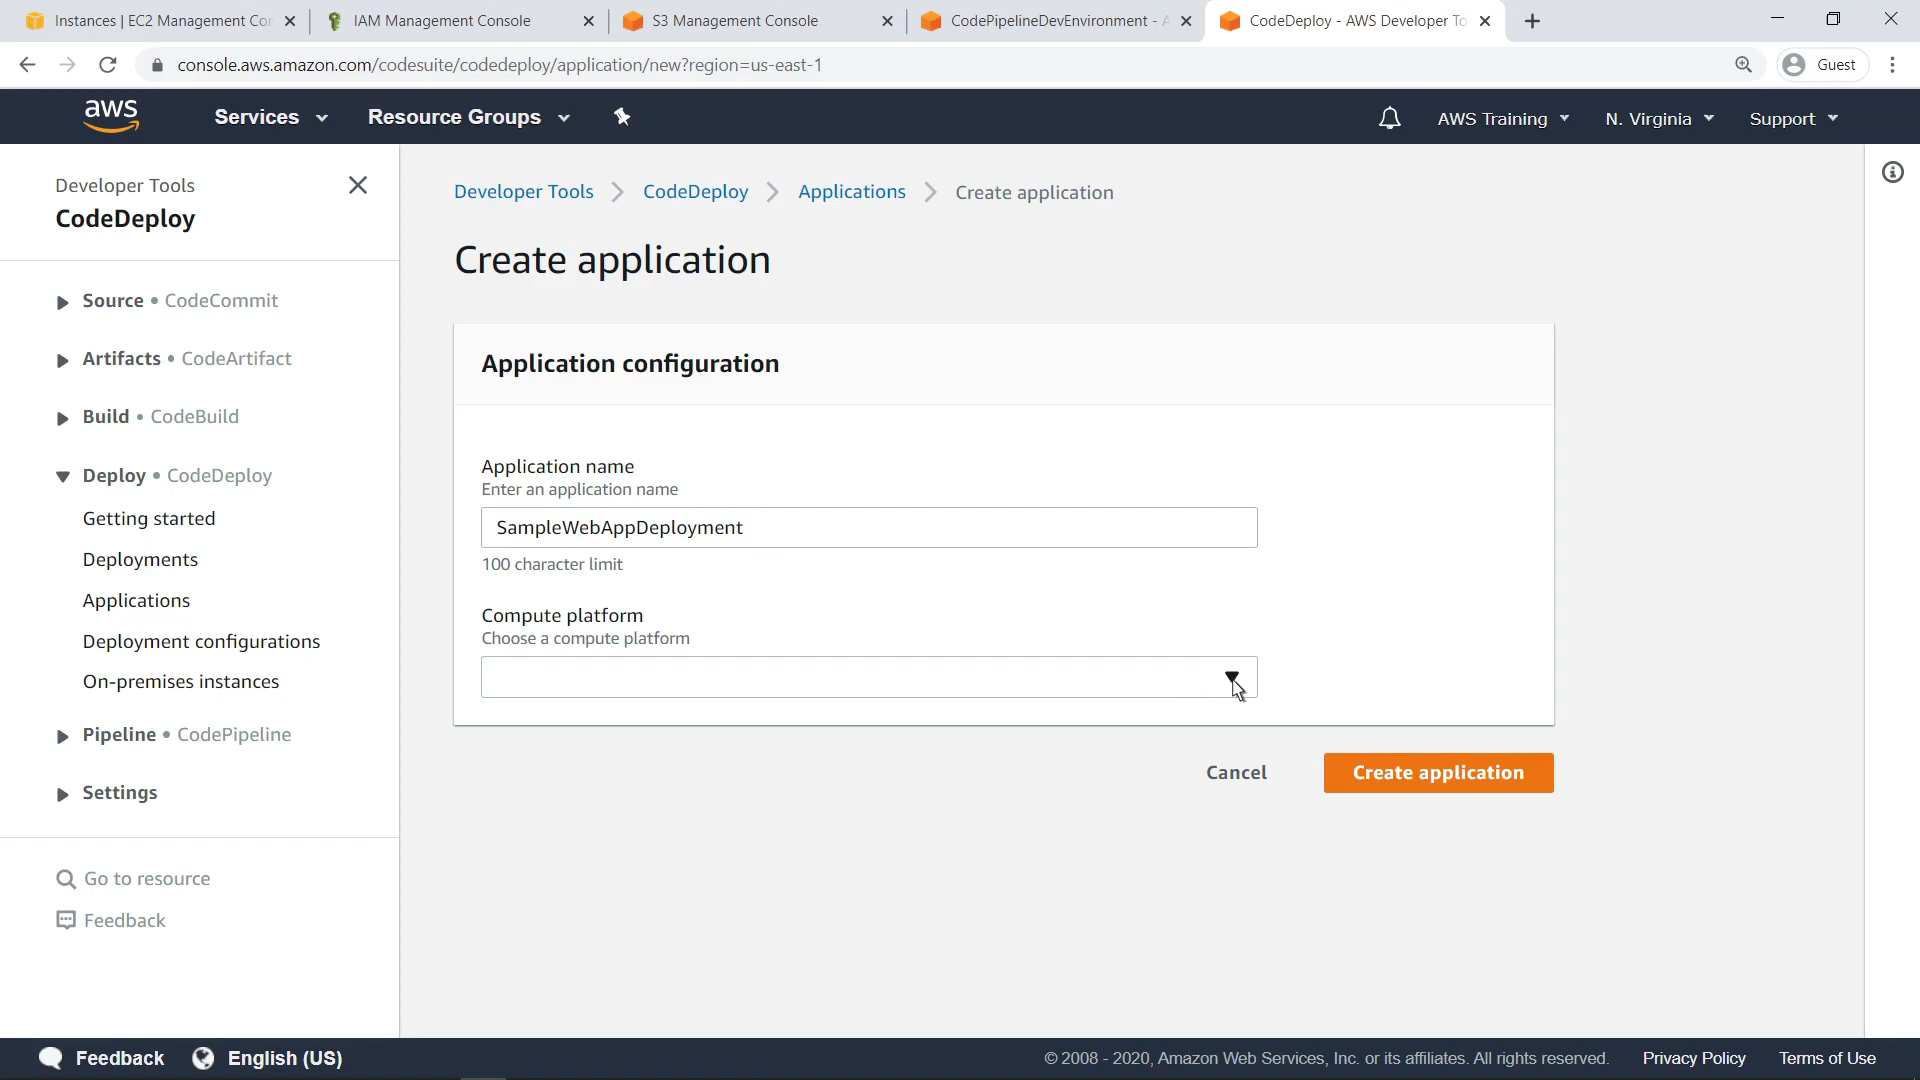 Instances | EC2 Management Con
IAM Management Console
S3 Management Console
CodePipelineDevEnvironment - A
CodeDeploy - AWS Developer To
console.aws.amazon.com/codesuite/codedeploy/application/new?region=us-east-1
Guest
aws
Services
Resource Groups
AWS Training
N. Virginia
Support
Developer Tools
CodeDeploy
Source • CodeCommit
Artifacts • CodeArtifact
Build • CodeBuild
Deploy • CodeDeploy
Getting started
Deployments
Applications
Deployment configurations
On-premises instances
Pipeline • CodePipeline
Settings
Go to resource
Feedback
Developer Tools > CodeDeploy > Applications > Create application
Create application
Application configuration
Application name
Enter an application name
SampleWebAppDeployment
100 character limit
Compute platform
Choose a compute platform
Cancel
Create application
Feedback
English (US)
© 2008 - 2020, Amazon Web Services, Inc. or its affiliates. All rights reserved.
Privacy Policy
Terms of Use